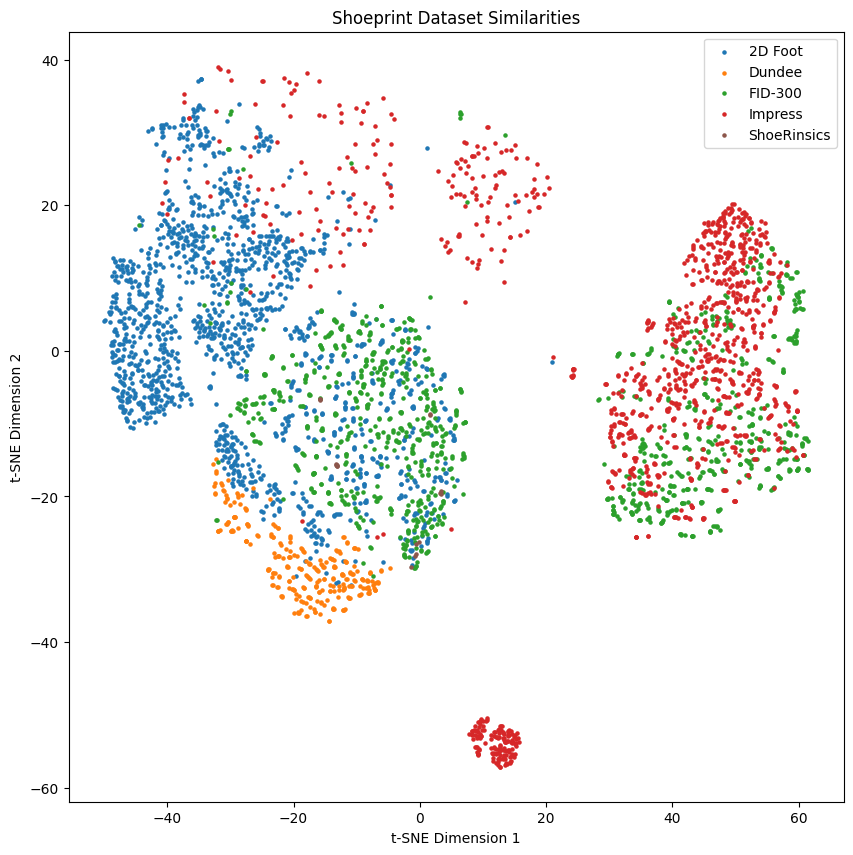 Shoeprint Dataset Similarities
2D Foot
Dundee
FID-300
Impress
ShoeRinsics
40
20
0
−20
−40
−60
t-SNE Dimension 2
−40
−20
0
20
40
60
t-SNE Dimension 1